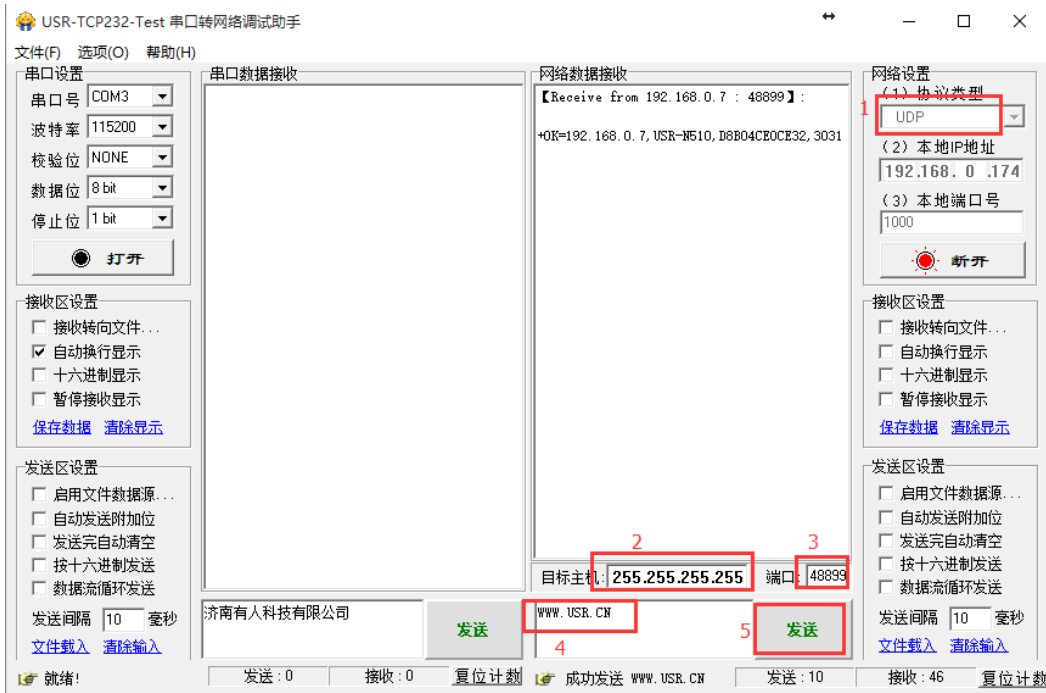 USR-TCP232-Test 串口转网络调试助手
文件(F) 选项(O) 帮助(H)
串口设置
串口号 COM3
波特率 115200
校验位 NONE
数据位 8 bit
停止位 1 bit
打开
接收区设置
接收转向文件...
自动换行显示
十六进制显示
暂停接收显示
保存数据 清除显示
发送区设置
启用文件数据源...
自动发送附加位
发送完自动清空
按十六进制发送
数据流循环发送
发送间隔 10 毫秒
文件载入 清除输入
串口数据接收
济南有人科技有限公司
发送
网络数据接收
【Receive from 192.168.0.7 : 48899】:
+OK=192.168.0.7,USR-N510,D8B04CE0CE32,3031
2
3
目标主机: 255.255.255.255 端口: 48899
WWW.USR.CN
4
5
发送
网络设置
(1) 协议类型
1
UDP
(2) 本地IP地址
192.168. 0 .174
(3) 本地端口号
1000
断开
接收区设置
接收转向文件...
自动换行显示
十六进制显示
暂停接收显示
保存数据 清除显示
发送区设置
启用文件数据源...
自动发送附加位
发送完自动清空
按十六进制发送
数据流循环发送
发送间隔 10 毫秒
文件载入 清除输入
就绪! 发送:0 接收:0 复位计数 成功发送 WWW.USR.CN 发送:10 接收:46 复位计数